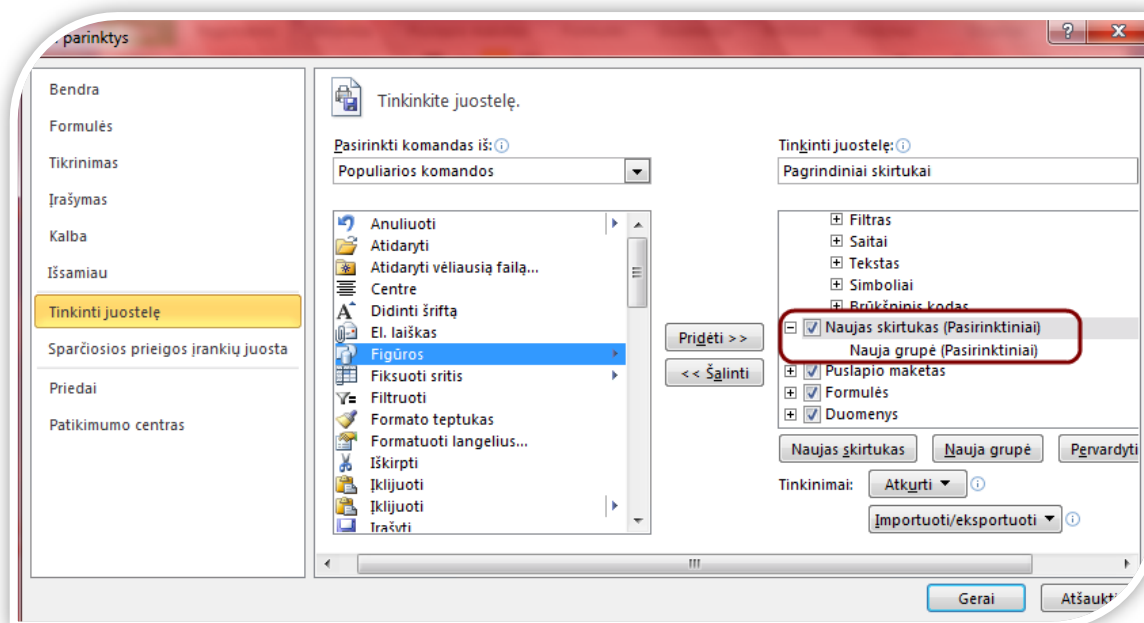 parinktys
Bendra
Formulės
Tikrinimas
Įrašymas
Kalba
Išsamiau
Tinkinti juostelę
Sparčiosios prieigos įrankių juosta
Priedai
Patikimumo centras
Tinkinkite juostelę.
Pasirinkti komandas iš:
Populiarios komandos
Anuliuoti
Atidaryti
Atidaryti vėliausią failą...
Centre
Didinti šriftą
El. laiškas
Figūros
Fiksuoti sritis
Filtruoti
Formato teptukas
Formatuoti langelius...
Iškirpti
Įklijuoti
Įklijuoti
Įrašyti
Pridėti >>
<< Šalinti
Tinkinti juostelę:
Pagrindiniai skirtukai
Filtras
Saitai
Tekstas
Simboliai
Brūkšninis kodas
Naujas skirtukas (Pasirinktiniai)
Nauja grupė (Pasirinktiniai)
Puslapio maketas
Formulės
Duomenys
Naujas skirtukas
Nauja grupė
Pervardyti
Tinkinimai:
Atkurti
Importuoti/eksportuoti
Gerai
Atšaukti